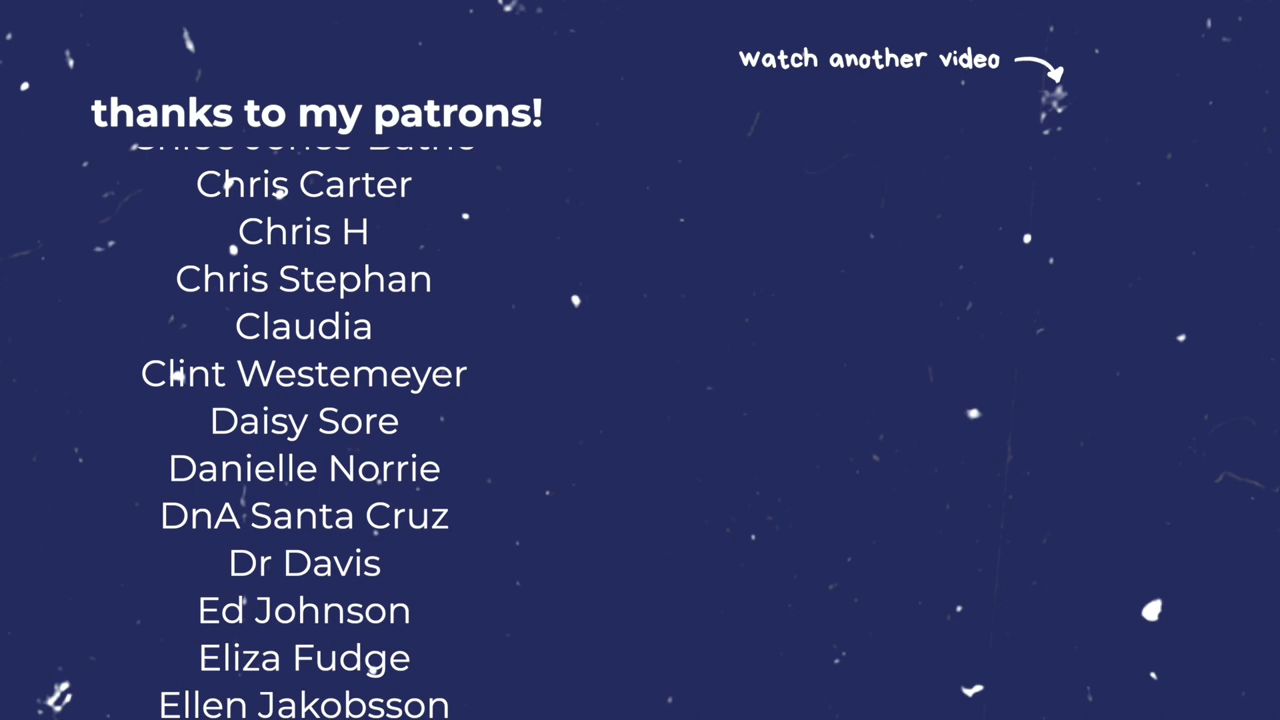 watch another video
thanks to my patrons!
Chris Carter
Chris H
Chris Stephan
Claudia
Clint Westemeyer
Daisy Sore
Danielle Norrie
DnA Santa Cruz
Dr Davis
Ed Johnson
Eliza Fudge
Ellen Jakobsson